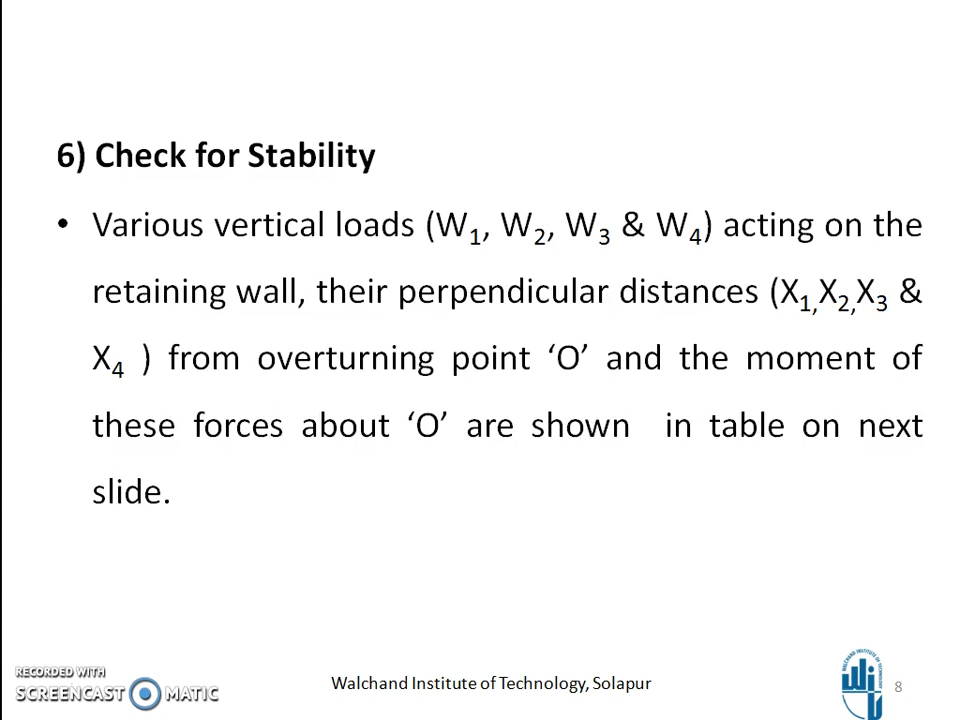 6) Check for Stability
• Various vertical loads (W1, W2, W3 & W4) acting on the
retaining wall, their perpendicular distances (X1,X2,X3 &
X4 ) from overturning point ‘O’ and the moment of
these forces about ‘O’ are shown in table on next
slide.
RECORDED WITH
SCREENCAST MATIC
Walchand Institute of Technology, Solapur
8